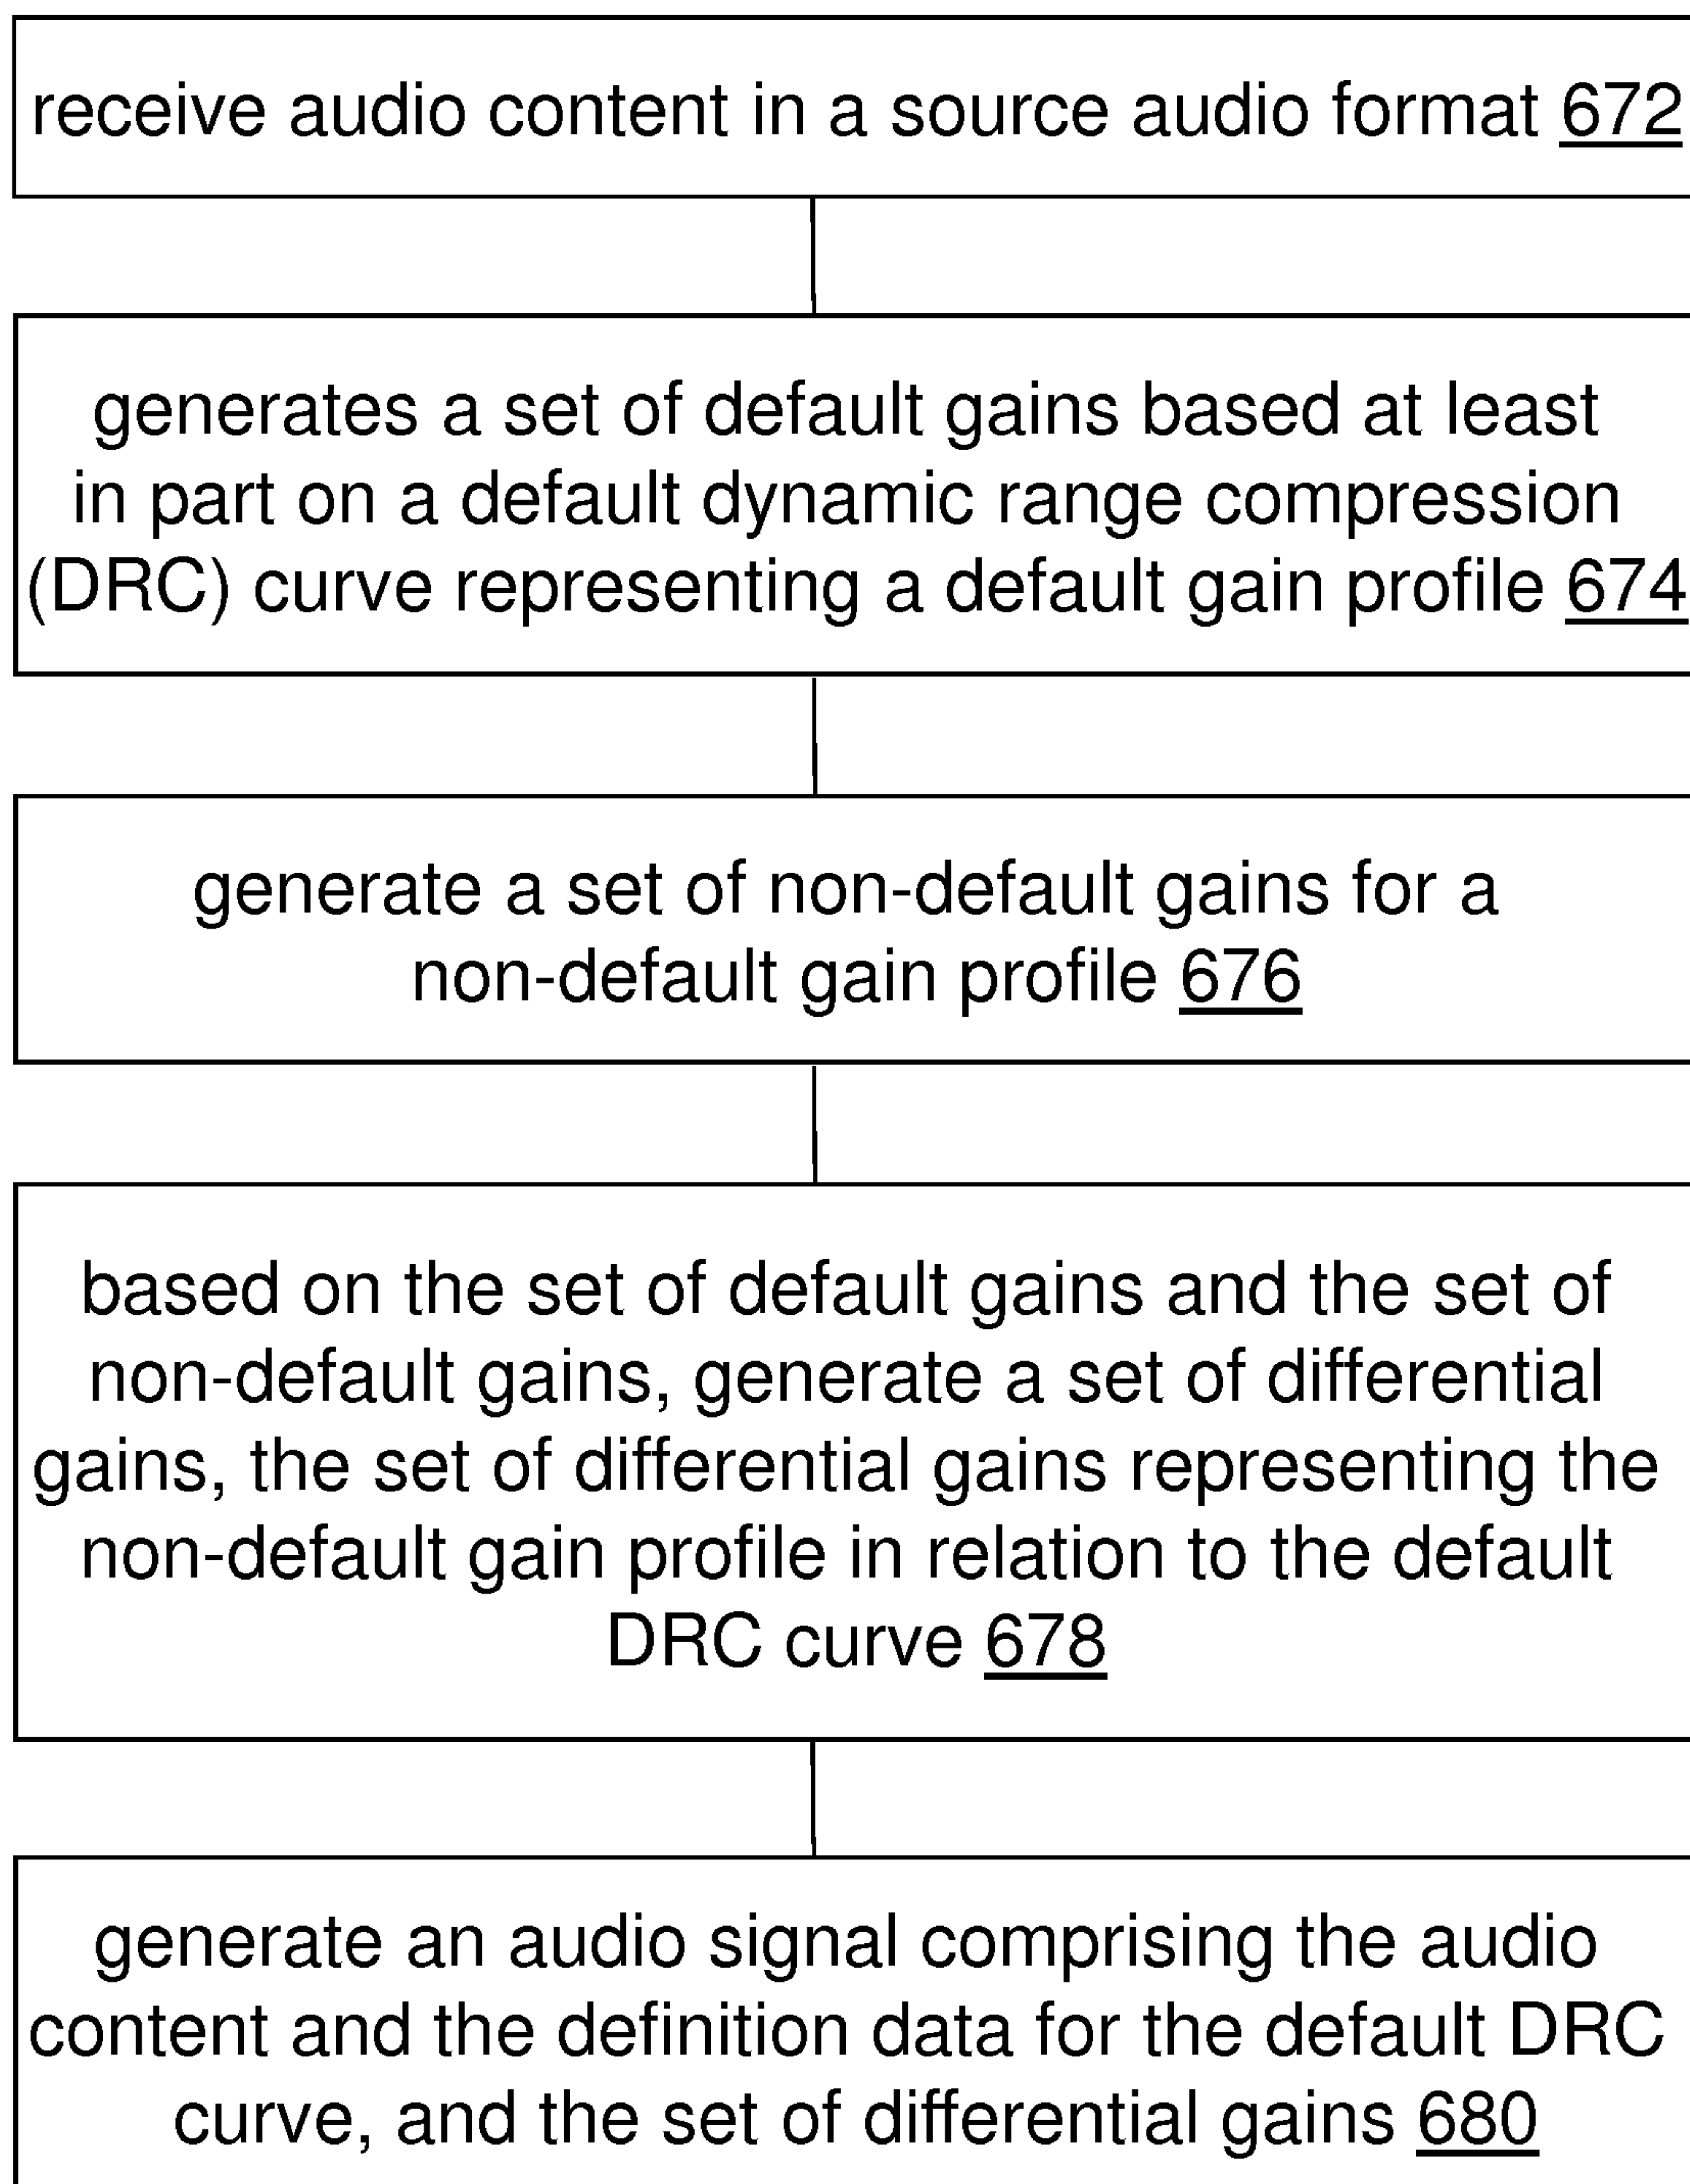 receive audio content in a source audio format 672
generates a set of default gains based at least
in part on a default dynamic range compression
(DRC) curve representing a default gain profile 674
generate a set of non-default gains for a
non-default gain profile 676
based on the set of default gains and the set of
non-default gains, generate a set of differential
gains, the set of differential gains representing the
non-default gain profile in relation to the default
DRC curve 678
generate an audio signal comprising the audio
content and the definition data for the default DRC
curve, and the set of differential gains 680